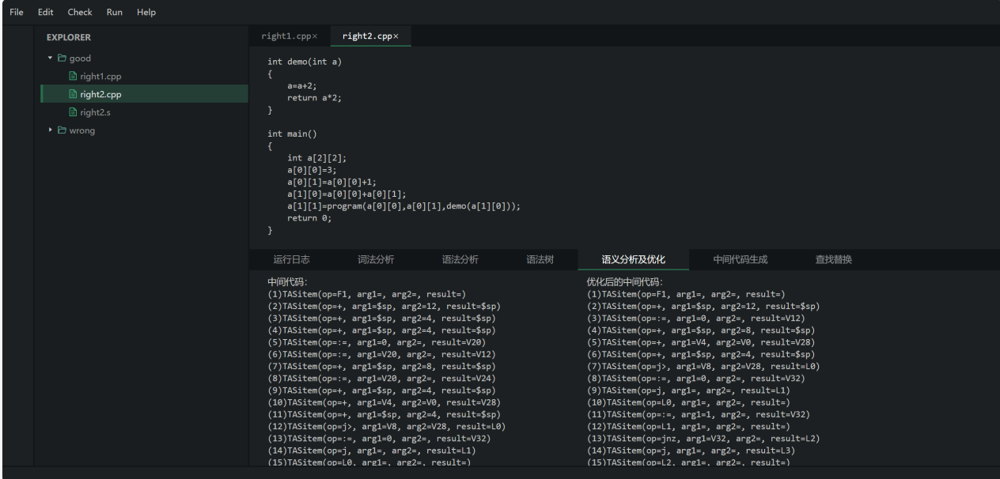 File Edit Check Run Help
EXPLORER
good
right1.cpp
right2.cpp
right2.s
wrong
right1.cpp× right2.cpp×
int demo(int a)
{
    a=a+2;
    return a*2;
}
int main()
{
    int a[2][2];
    a[0][0]=3;
    a[0][1]=a[0][0]+1;
    a[1][0]=a[0][0]+a[0][1];
    a[1][1]=program(a[0][0],a[0][1],demo(a[1][0]));
    return 0;
}
运行日志 词法分析 语法分析 语法树 语义分析及优化 中间代码生成 查找替换
中间代码:
(1)TASitem(op=F1, arg1=, arg2=, result=)
(2)TASitem(op=+, arg1=$sp, arg2=12, result=$sp)
(3)TASitem(op=+, arg1=$sp, arg2=4, result=$sp)
(4)TASitem(op=+, arg1=$sp, arg2=4, result=$sp)
(5)TASitem(op=:=, arg1=0, arg2=, result=V20)
(6)TASitem(op=:=, arg1=V20, arg2=, result=V12)
(7)TASitem(op=+, arg1=$sp, arg2=8, result=$sp)
(8)TASitem(op=:=, arg1=V20, arg2=, result=V24)
(9)TASitem(op=+, arg1=$sp, arg2=4, result=$sp)
(10)TASitem(op=+, arg1=V4, arg2=V0, result=V28)
(11)TASitem(op=+, arg1=$sp, arg2=4, result=$sp)
(12)TASitem(op=j>, arg1=V8, arg2=V28, result=L0)
(13)TASitem(op=:=, arg1=0, arg2=, result=V32)
(14)TASitem(op=j, arg1=, arg2=, result=L1)
(15)TASitem(op=L0, arg1=, arg2=, result=)
优化后的中间代码:
(1)TASitem(op=F1, arg1=, arg2=, result=)
(2)TASitem(op=+, arg1=$sp, arg2=12, result=$sp)
(3)TASitem(op=:=, arg1=0, arg2=, result=V12)
(4)TASitem(op=+, arg1=$sp, arg2=8, result=$sp)
(5)TASitem(op=+, arg1=V4, arg2=V0, result=V28)
(6)TASitem(op=+, arg1=$sp, arg2=4, result=$sp)
(7)TASitem(op=j>, arg1=V8, arg2=V28, result=L0)
(8)TASitem(op=:=, arg1=0, arg2=, result=V32)
(9)TASitem(op=j, arg1=, arg2=, result=L1)
(10)TASitem(op=L0, arg1=, arg2=, result=)
(11)TASitem(op=:=, arg1=1, arg2=, result=V32)
(12)TASitem(op=L1, arg1=, arg2=, result=)
(13)TASitem(op=jnz, arg1=V32, arg2=, result=L2)
(14)TASitem(op=j, arg1=, arg2=, result=L3)
(15)TASitem(op=L2, arg1=, arg2=, result=)